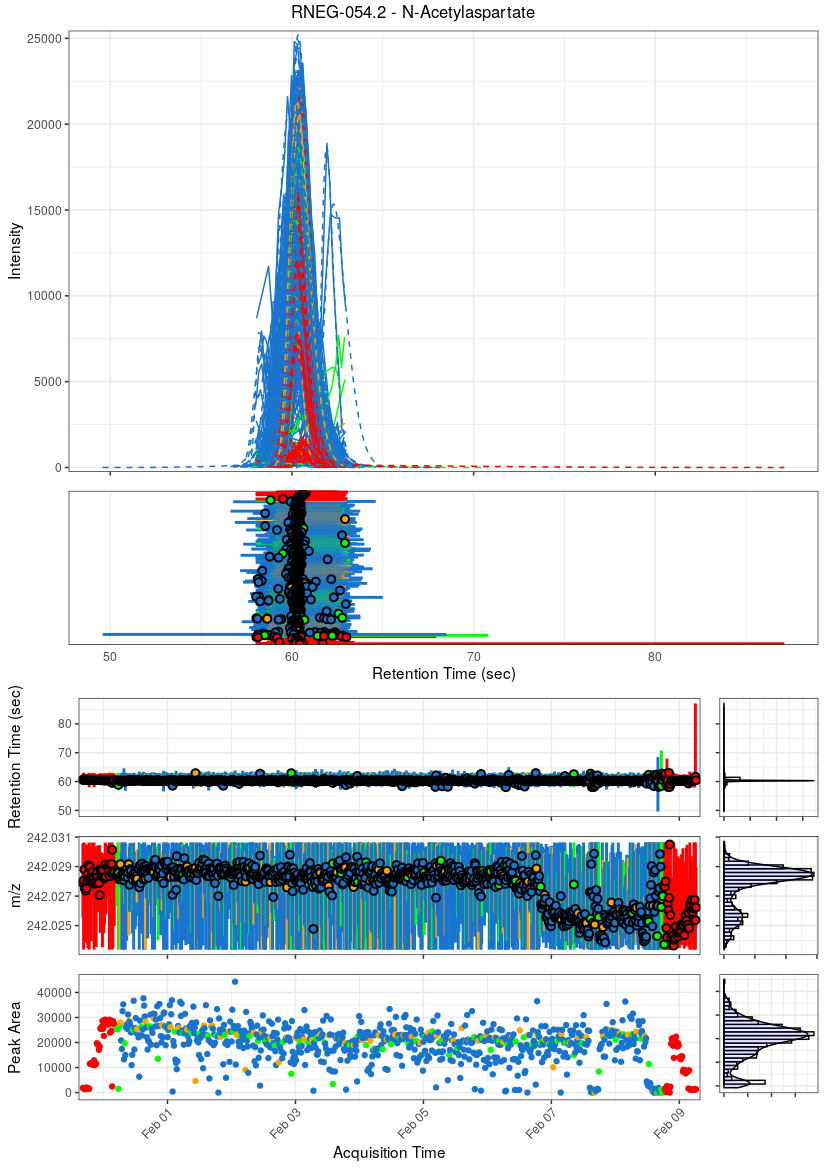 RNEG-054.2 - N-Acetylaspartate
25000
20000
15000
10000
5000
0
Intensity
50
60
70
80
Retention Time (sec)
80
70
60
50
Retention Time (sec)
242.031
242.029
242.027
242.025
m/z
40000
30000
20000
10000
0
Peak Area
Feb 01
Feb 03
Feb 05
Feb 07
Feb 09
Acquisition Time